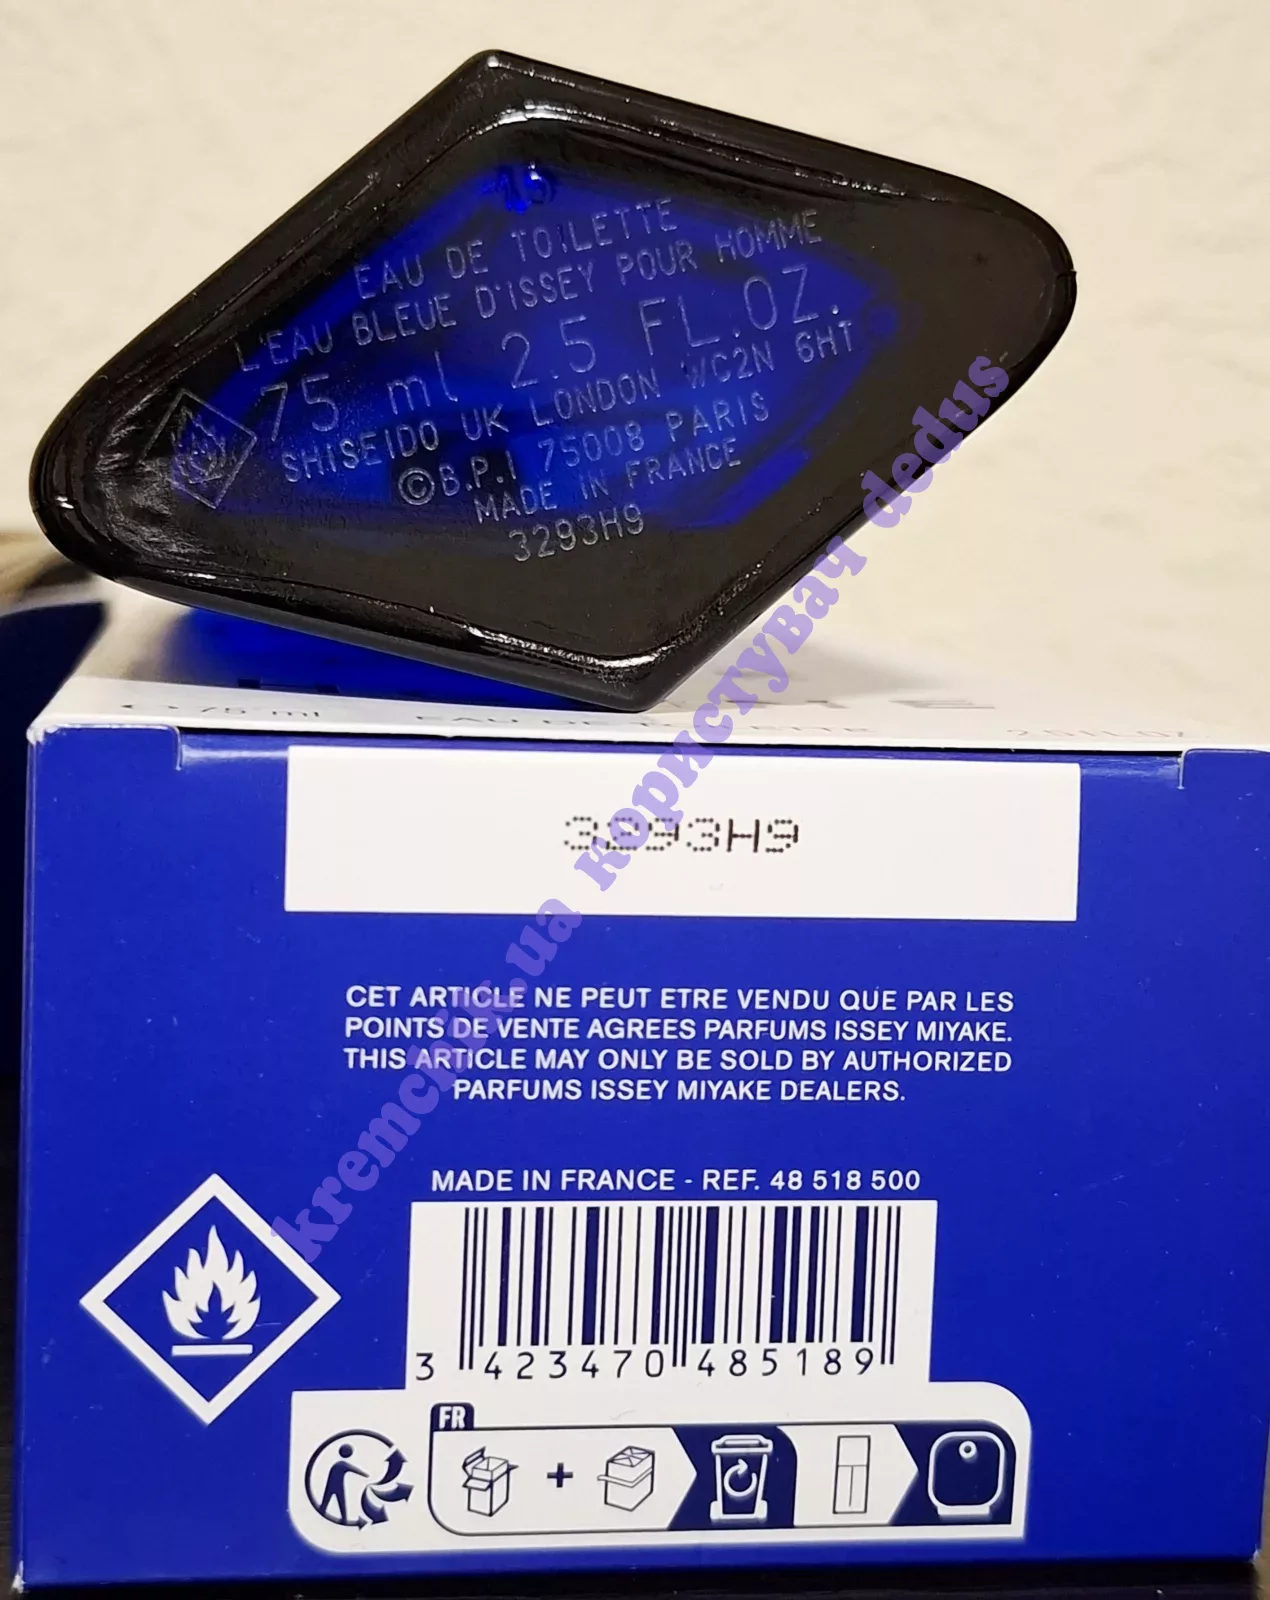 EAU DE TOILETTE
L'EAU BLEUE D'ISSEY POUR HOMME
75 ml 2.5 FL.OZ.
SHISEIDO UK LONDON WC2N 6HT
©B.P.I 75008 PARIS
MADE IN FRANCE
3293H9
75 ml
3293H9
CET ARTICLE NE PEUT ETRE VENDU QUE PAR LES
POINTS DE VENTE AGREES PARFUMS ISSEY MIYAKE.
THIS ARTICLE MAY ONLY BE SOLD BY AUTHORIZED
PARFUMS ISSEY MIYAKE DEALERS.
MADE IN FRANCE - REF. 48 518 500
3 423470 485189
FR
kremchik.ua користувач dedus